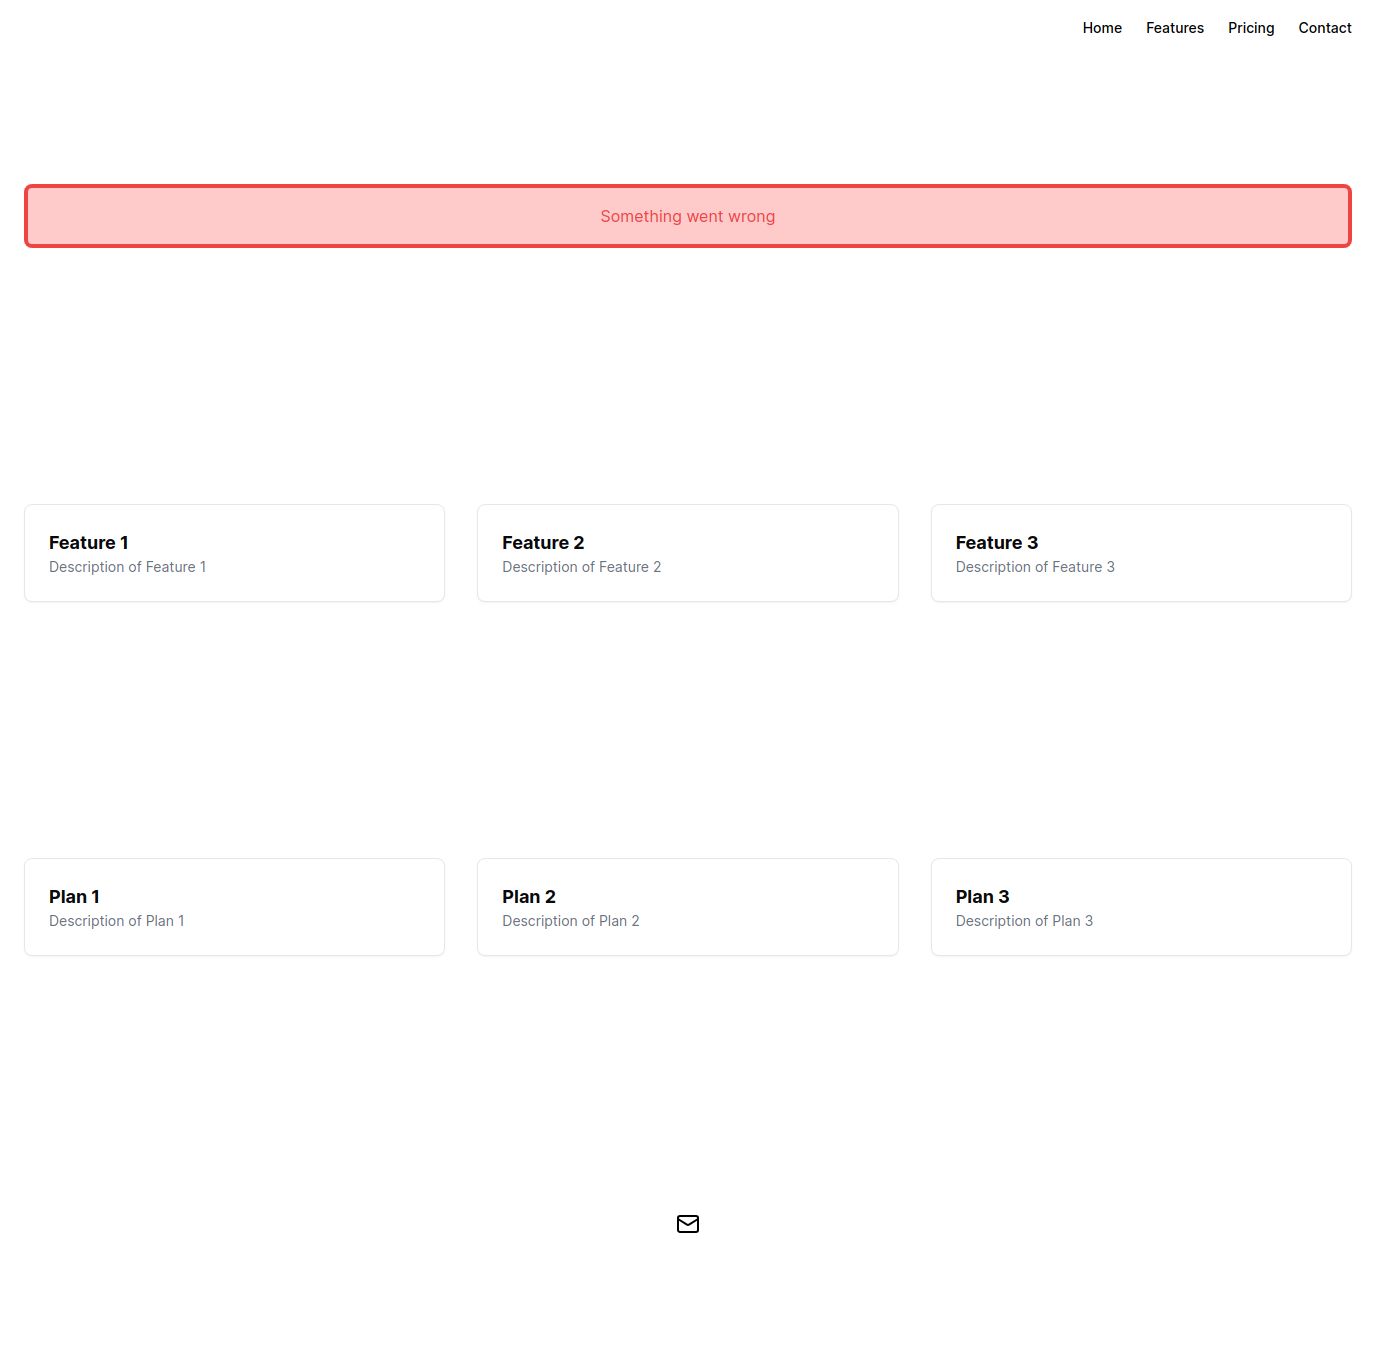 Home Features Pricing Contact
Something went wrong
Feature 1
Description of Feature 1
Feature 2
Description of Feature 2
Feature 3
Description of Feature 3
Plan 1
Description of Plan 1
Plan 2
Description of Plan 2
Plan 3
Description of Plan 3